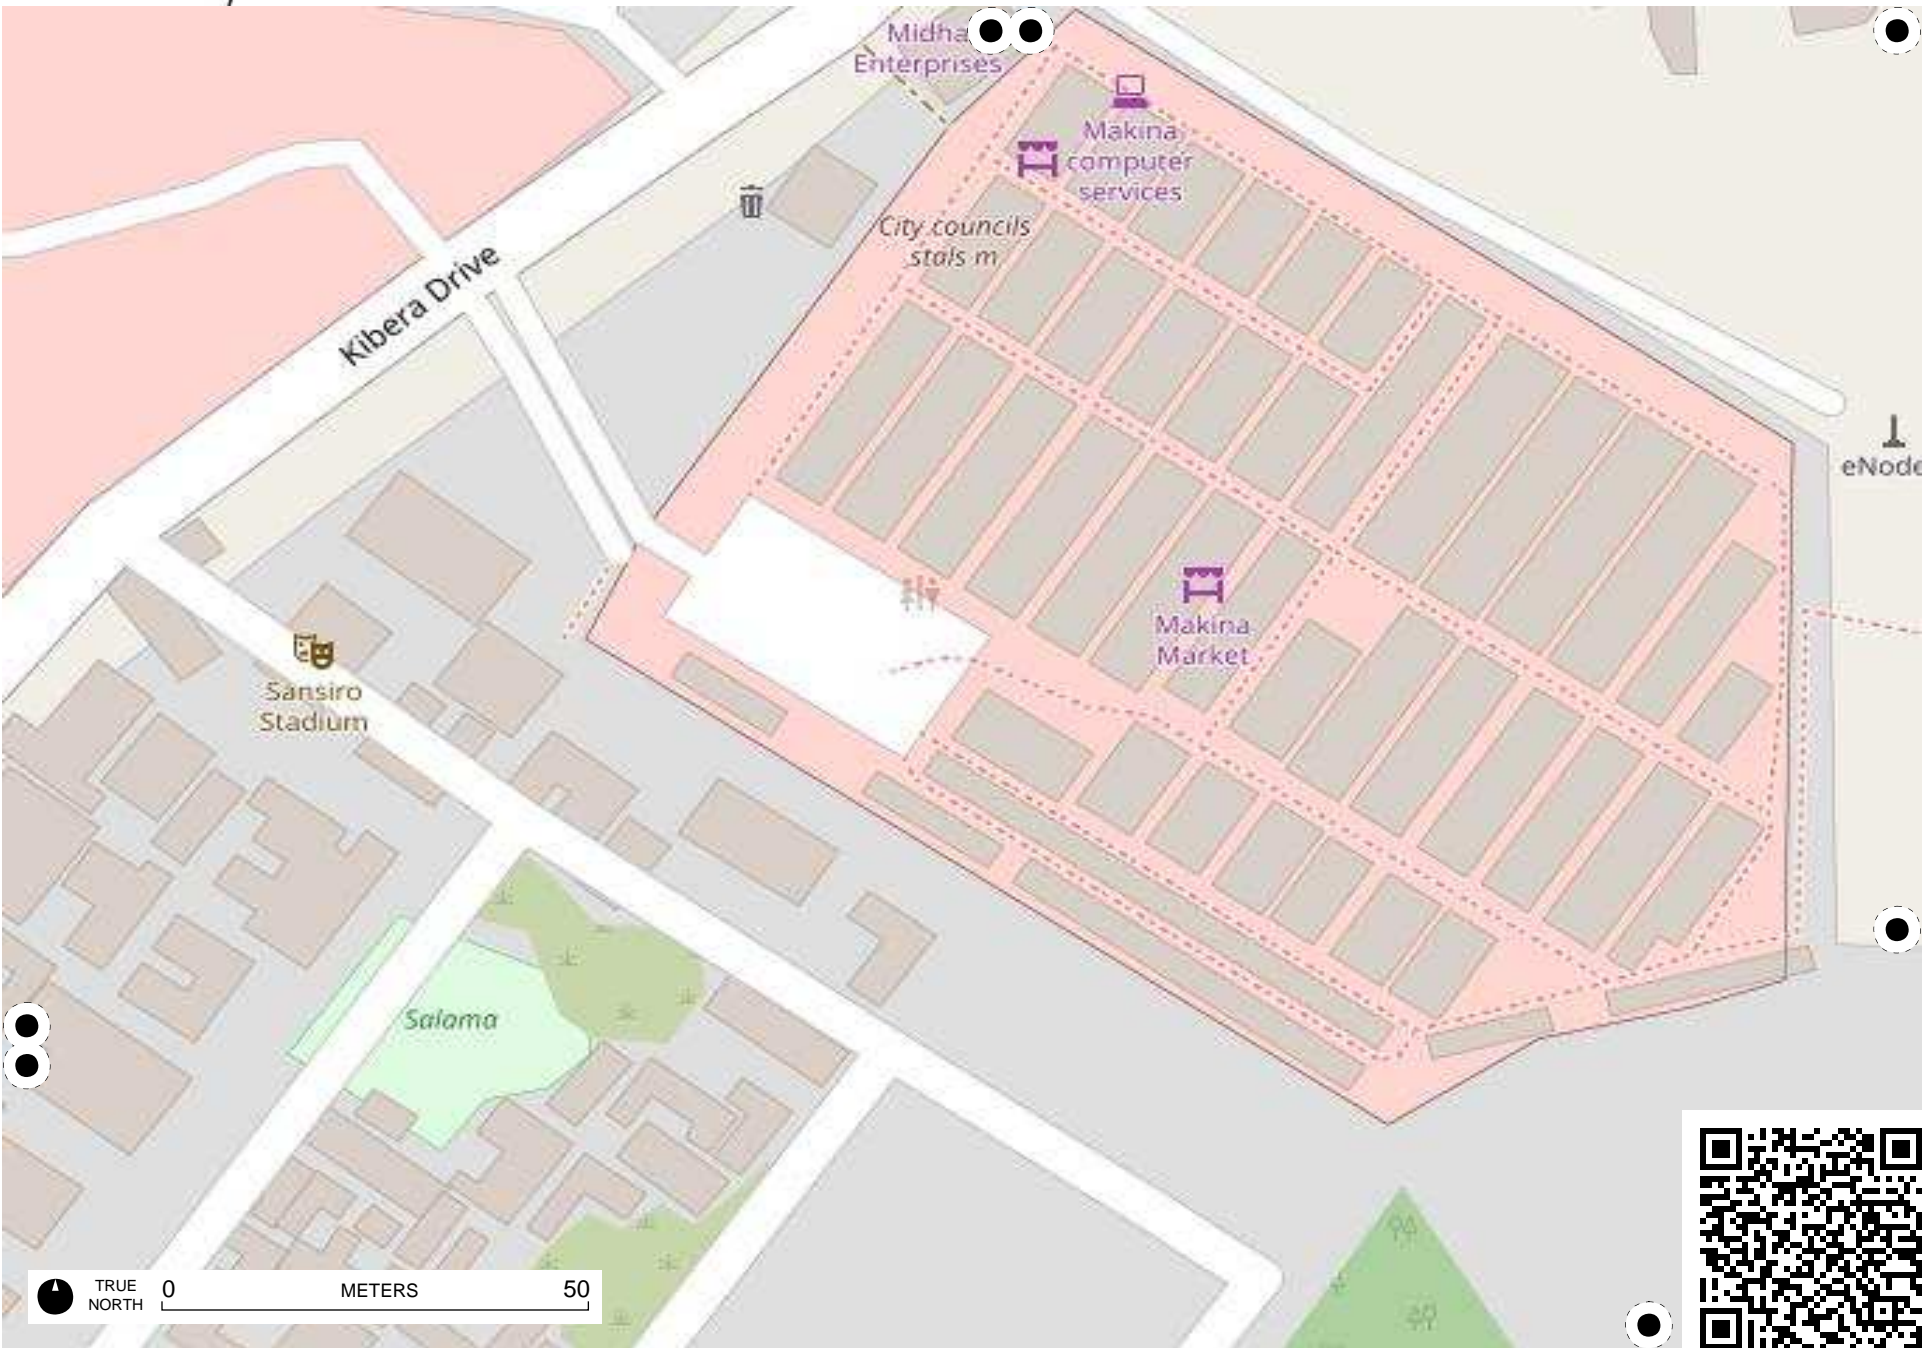 Midha
Enterprises
Makina
computer
services
City councils
stals m
Kibera Drive
eNode
Makina
Market
Sansiro
Stadium
Salama
TRUE
NORTH
0 METERS 50